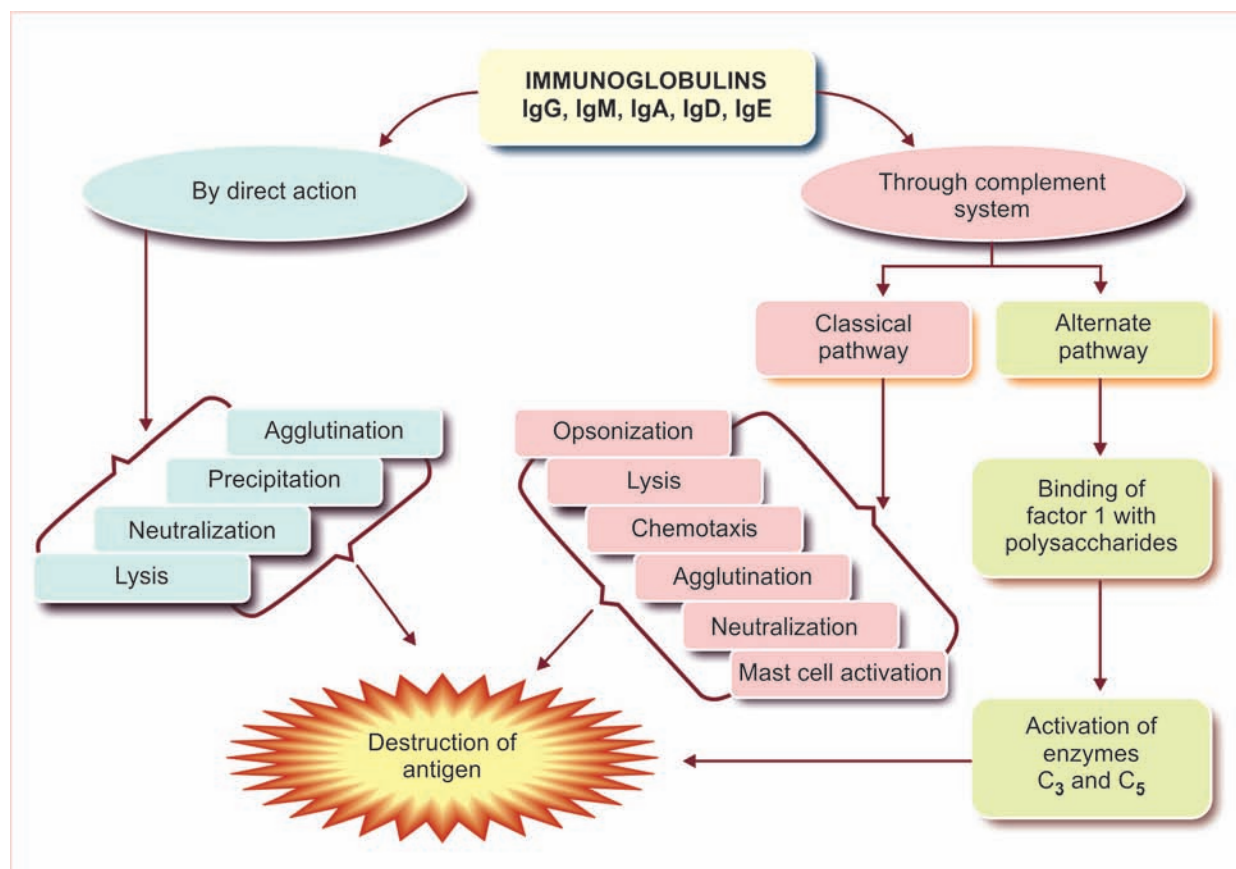 IMMUNOGLOBULINS
IgG, IgM, IgA, IgD, IgE
By direct action
Through complement
system
Classical
pathway
Alternate
pathway
Agglutination
Precipitation
Neutralization
Lysis
Opsonization
Lysis
Chemotaxis
Agglutination
Neutralization
Mast cell activation
Binding of
factor 1 with
polysaccharides
Activation of
enzymes
C3 and C5
Destruction of
antigen